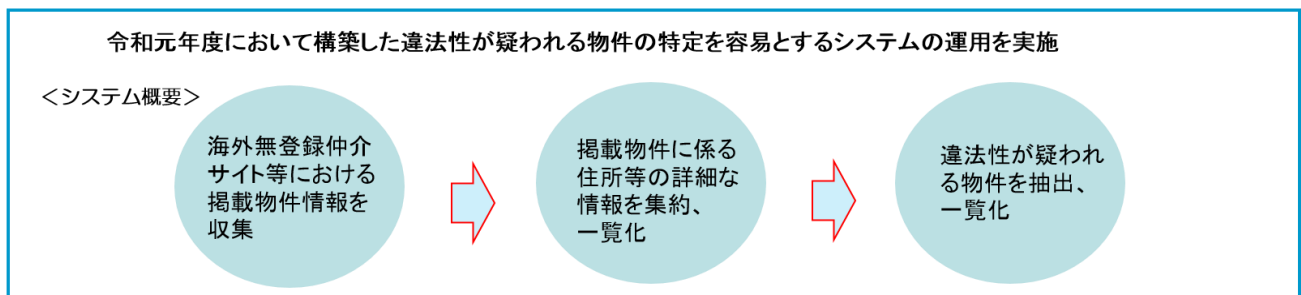 令和元年度において構築した違法性が疑われる物件の特定を容易とするシステムの運用を実施
＜システム概要＞
海外無登録仲介
サイト等における
掲載物件情報を
収集
掲載物件に係る
住所等の詳細な
情報を集約、
一覧化
違法性が疑われ
る物件を抽出、
一覧化